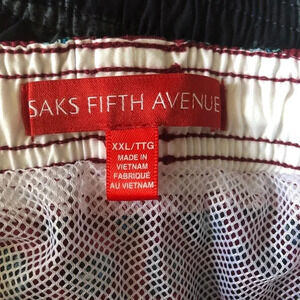 SAKS FIFTH AVENUE
XXL/TTG
MADE IN
VIETNAM
FABRIQUÉ
AU VIETNAM